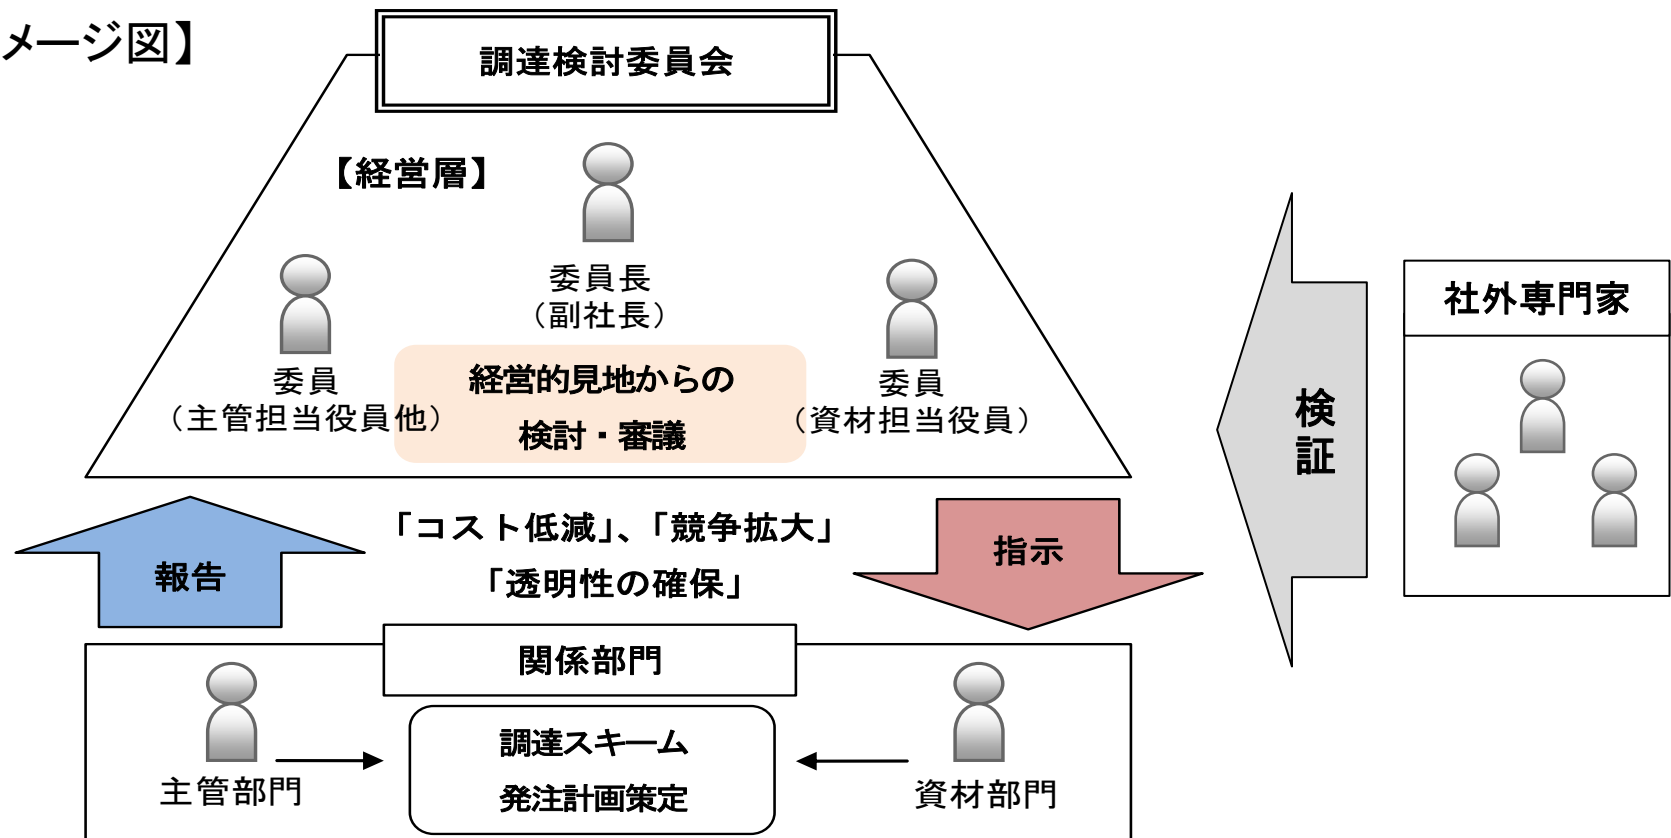 メージ図】
調達検討委員会
【経営層】
委員長
（副社長）
委員
（主管担当役員他）
経営的見地からの
検討・審議
委員
（資材担当役員）
検証
社外専門家
報告
「コスト低減」、「競争拡大」
「透明性の確保」
指示
関係部門
主管部門
調達スキーム
発注計画策定
資材部門